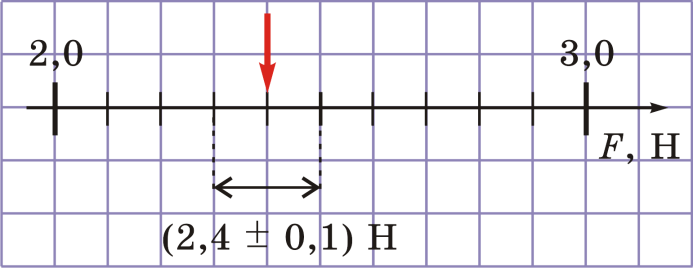 2,0 3,0
F, Н
(2,4 ± 0,1) Н